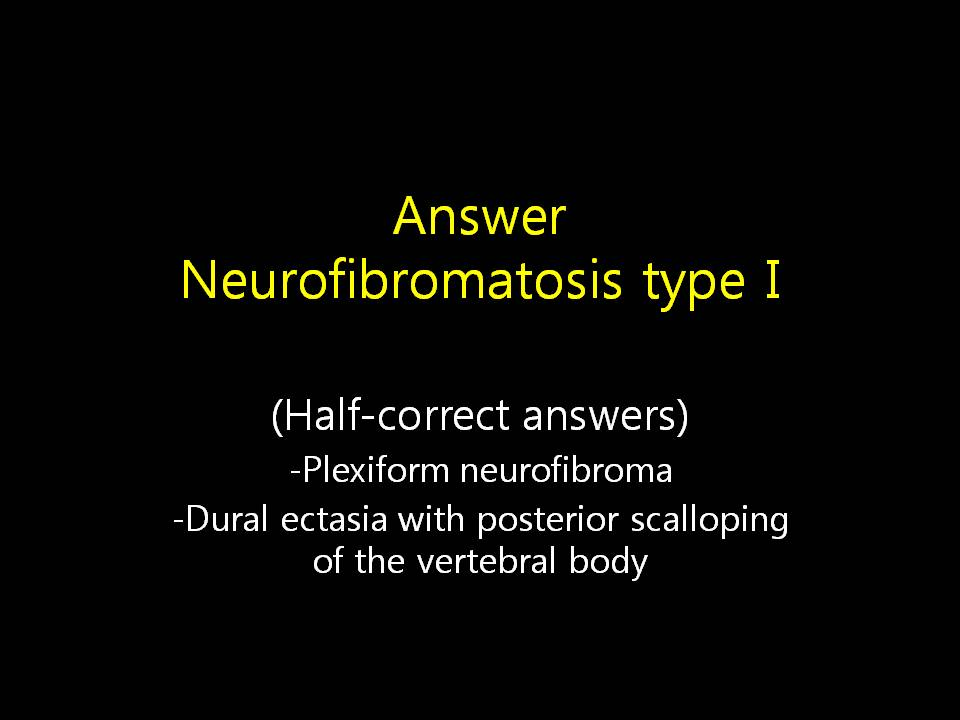 Answer
Neurofibromatosis type I
(Half-correct answers)
-Plexiform neurofibroma
-Dural ectasia with posterior scalloping
of the vertebral body